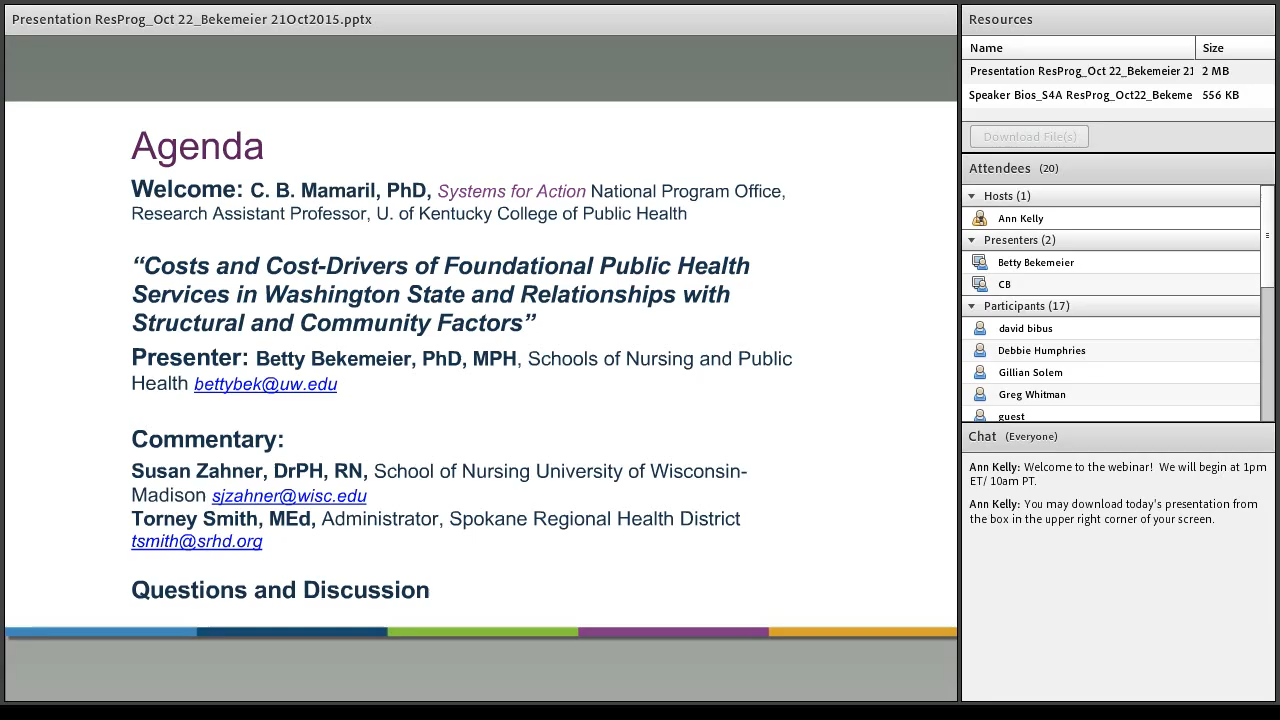 Presentation ResProg_Oct 22_Bekemeier 21Oct2015.pptx
Agenda
Welcome: C. B. Mamaril, PhD, Systems for Action National Program Office,
Research Assistant Professor, U. of Kentucky College of Public Health
“Costs and Cost-Drivers of Foundational Public Health
Services in Washington State and Relationships with
Structural and Community Factors”
Presenter: Betty Bekemeier, PhD, MPH, Schools of Nursing and Public
Health bettybek@uw.edu
Commentary:
Susan Zahner, DrPH, RN, School of Nursing University of Wisconsin-
Madison sjzahner@wisc.edu
Torney Smith, MEd, Administrator, Spokane Regional Health District
tsmith@srhd.org
Questions and Discussion
Resources
Name Size
Presentation ResProg_Oct 22_Bekemeier 21 2 MB
Speaker Bios_S4A ResProg_Oct22_Bekeme 556 KB
Download File(s)
Attendees (20)
Hosts (1)
Ann Kelly
Presenters (2)
Betty Bekemeier
CB
Participants (17)
david bibus
Debbie Humphries
Gillian Solem
Greg Whitman
guest
Chat (Everyone)
Ann Kelly: Welcome to the webinar! We will begin at 1pm
ET/ 10am PT.
Ann Kelly: You may download today's presentation from
the box in the upper right corner of your screen.